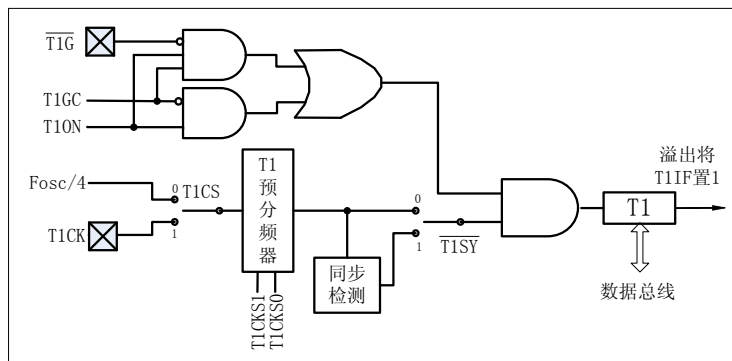 T1G
T1GC
T1ON
Fosc/4
T1CK
0
T1CS
1
T1
预
分
频
器
T1CKS1
T1CKS0
同步
检测
0
1
T1SY
溢出将
T1IF置1
T1
数据总线